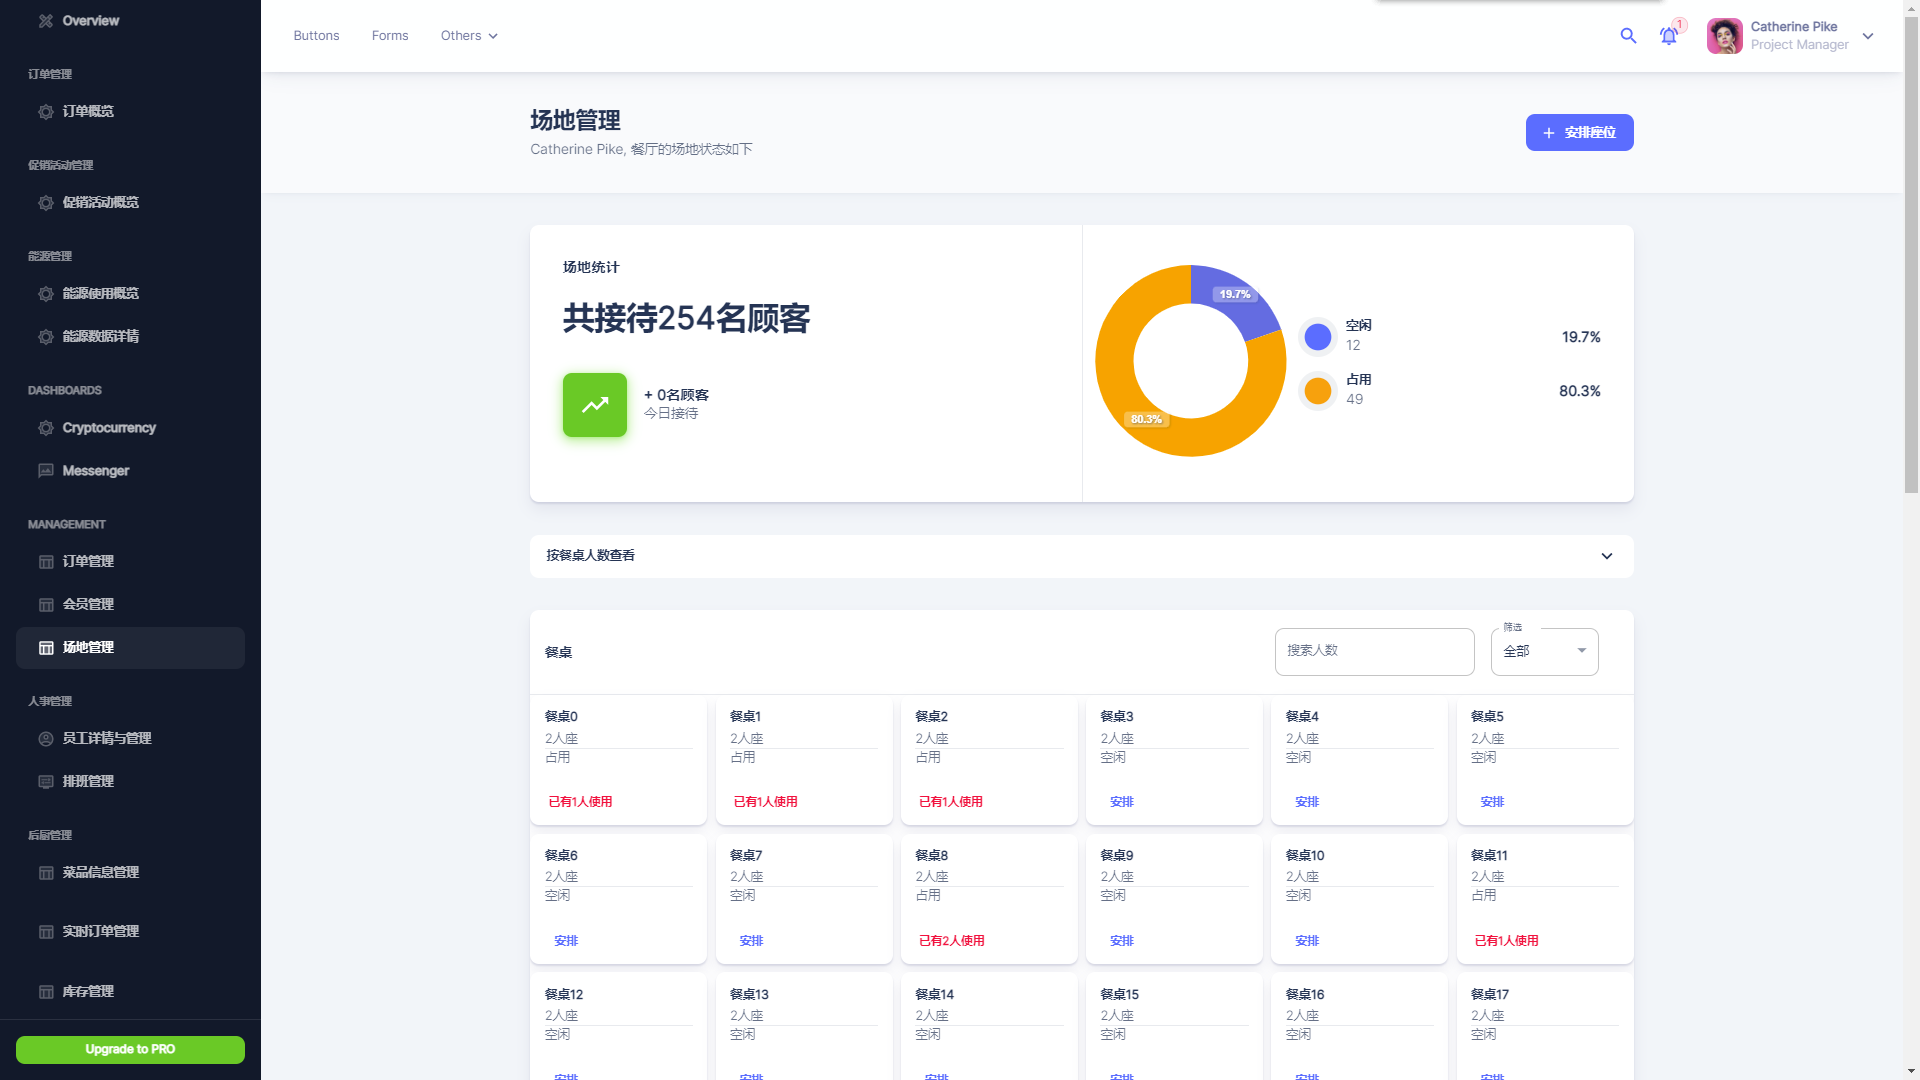 Overview
订单管理
订单概览
促销活动管理
促销活动概览
能源管理
能源使用概览
能源数据详情
DASHBOARDS
Cryptocurrency
Messenger
MANAGEMENT
订单管理
会员管理
场地管理
人事管理
员工详情与管理
排班管理
后厨管理
菜品信息管理
实时订单管理
库存管理
Upgrade to PRO
Buttons Forms Others
1
Catherine Pike
Project Manager
场地管理
Catherine Pike, 餐厅的场地状态如下
安排座位
场地统计
共接待254名顾客
+ 0名顾客
今日接待
19.7%
80.3%
空闲
12
19.7%
占用
49
80.3%
按餐桌人数查看
餐桌
搜索人数
筛选
全部
餐桌0 餐桌1 餐桌2 餐桌3 餐桌4 餐桌5
2人座 2人座 2人座 2人座 2人座 2人座
占用 占用 占用 空闲 空闲 空闲
已有1人使用 已有1人使用 已有1人使用 安排 安排 安排
餐桌6 餐桌7 餐桌8 餐桌9 餐桌10 餐桌11
2人座 2人座 2人座 2人座 2人座 2人座
空闲 空闲 占用 空闲 空闲 占用
安排 安排 已有2人使用 安排 安排 已有1人使用
餐桌12 餐桌13 餐桌14 餐桌15 餐桌16 餐桌17
2人座 2人座 2人座 2人座 2人座 2人座
空闲 空闲 空闲 空闲 空闲 空闲
安排 安排 安排 安排 安排 安排